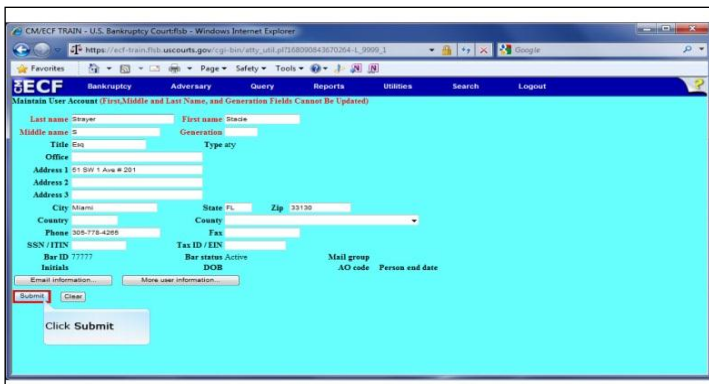 CM/ECF TRAIN - U.S. Bankruptcy Court:flsb - Windows Internet Explorer
https://ecf-train.flsb.uscourts.gov/cgi-bin/atty_util.pl?168090843670264-L_9999_1
Google
Favorites Page Safety Tools
ECF Bankruptcy Adversary Query Reports Utilities Search Logout ?
Maintain User Account (First,Middle and Last Name, and Generation Fields Cannot Be Updated)
Last name Strayer First name Stacie
Middle name S Generation
Title Esq Type aty
Office
Address 1 51 SW 1 Ave # 201
Address 2
Address 3
City Miami State FL Zip 33130
Country County
Phone 305-778-4265 Fax
SSN / ITIN Tax ID / EIN
Bar ID 77777 Bar status Active Mail group
Initials DOB AO code Person end date
Email information... More user information...
Submit Clear
Click Submit